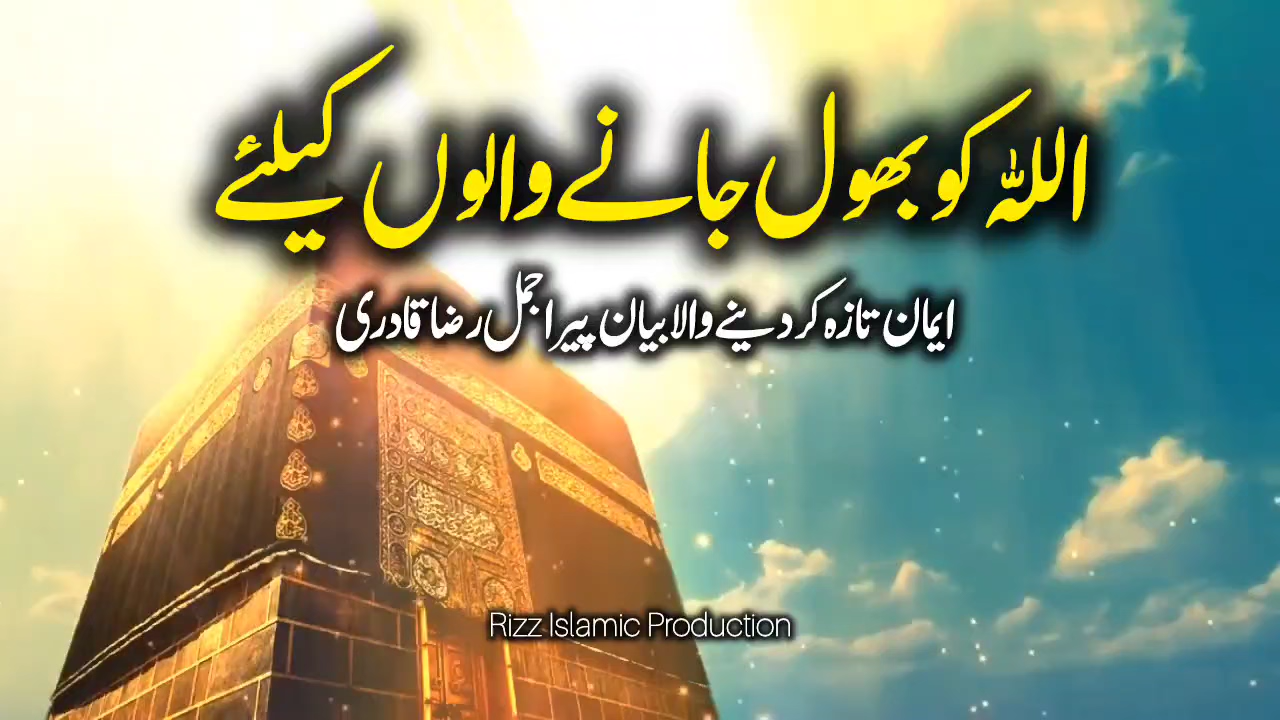 اللہ کو بھول جانے والوں کیلئے
ایمان تازہ کر دینے والا بیان پیر اجمل رضا قادری
Rizz Islamic Production